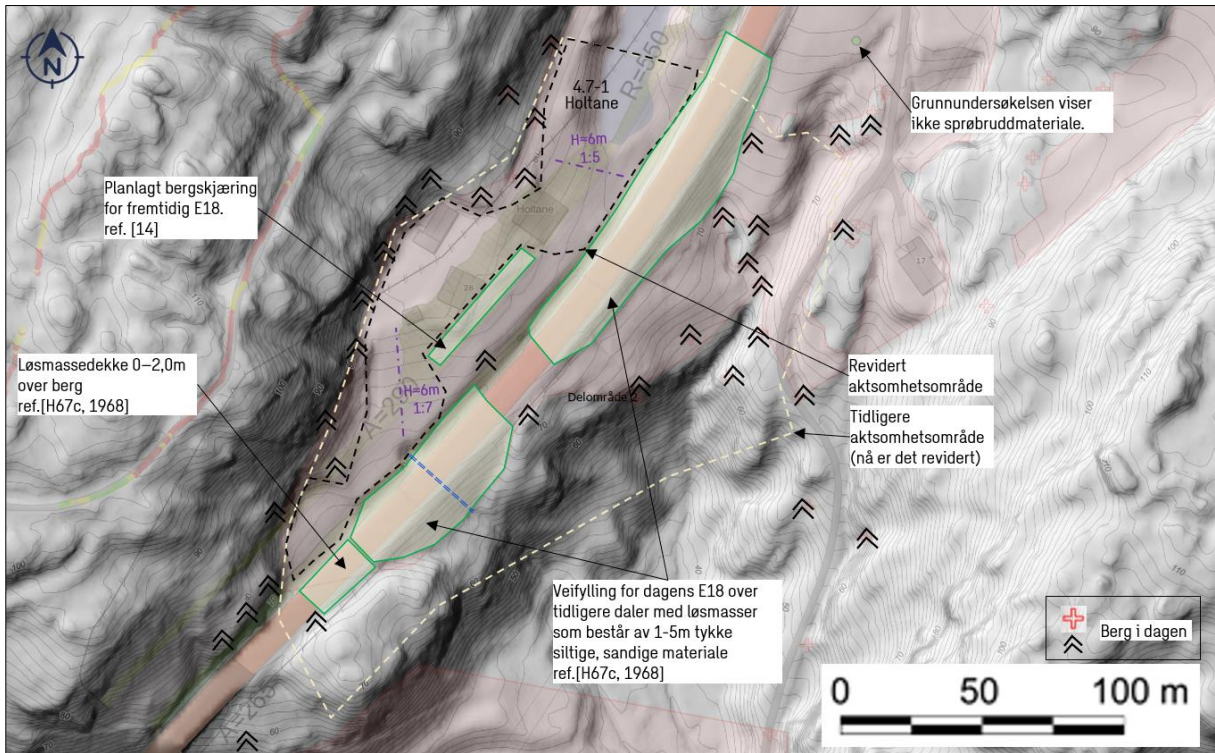 N
4.7-1
Holtane
R=550
H=6m
1:5
Grunnundersøkelsen viser
ikke sprøbruddmateriale.
Planlagt bergskjæring
for fremtidig E18.
ref. [14]
Holtane
28
17
Løsmassedekke 0–2,0m
over berg
ref.[H67c, 1968]
H=6m
1:7
Delområde 2
Revidert
aktsomhetsområde
Tidligere
aktsomhetsområde
(nå er det revidert)
Veifylling for dagens E18 over
tidligere daler med løsmasser
som består av 1-5m tykke
siltige, sandige materiale
ref.[H67c, 1968]
Berg i dagen
0 50 100 m